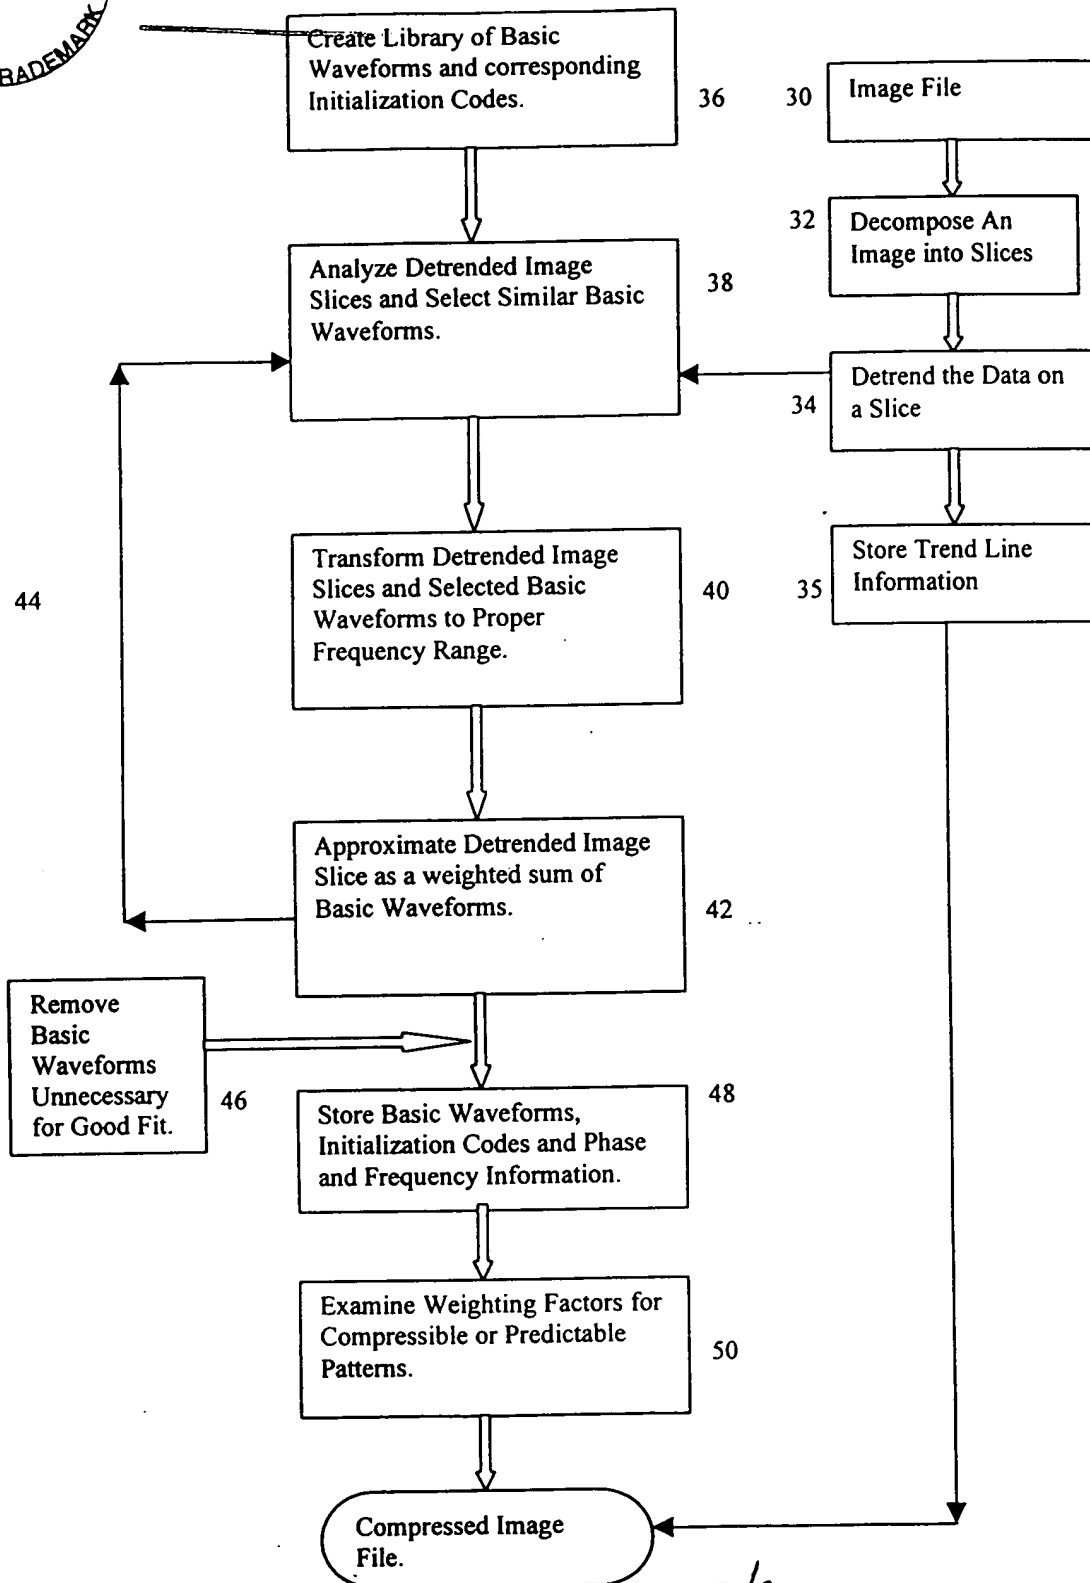 RADEMARK
Create Library of Basic
Waveforms and corresponding
Initialization Codes.
36
30
Image File
32
Decompose An
Image into Slices
Analyze Detrended Image
Slices and Select Similar Basic
Waveforms.
38
Detrend the Data on
a Slice
34
Transform Detrended Image
Slices and Selected Basic
Waveforms to Proper
Frequency Range.
40
35
Store Trend Line
Information
44
Approximate Detrended Image
Slice as a weighted sum of
Basic Waveforms.
42
Remove
Basic
Waveforms
Unnecessary
for Good Fit.
46
48
Store Basic Waveforms,
Initialization Codes and Phase
and Frequency Information.
Examine Weighting Factors for
Compressible or Predictable
Patterns.
50
Compressed Image
File.